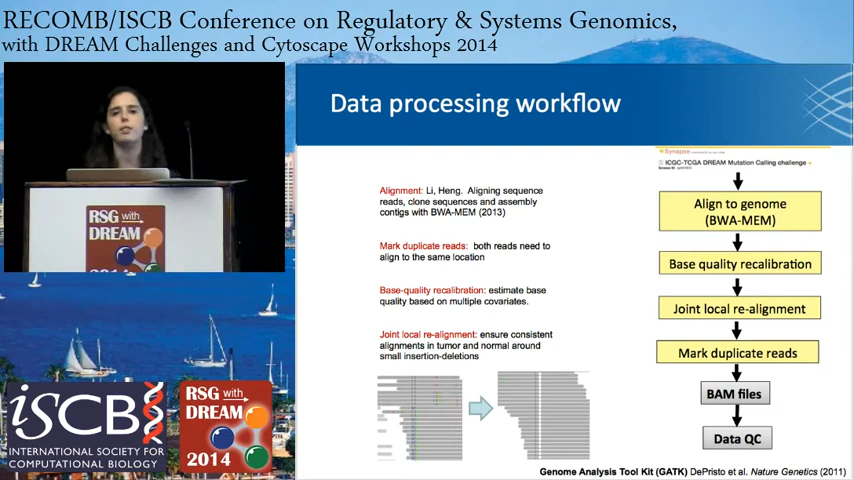 RECOMB/ISCB Conference on Regulatory & Systems Genomics,
with DREAM Challenges and Cytoscape Workshops 2014
Data processing workflow
Alignment: Li, Heng. Aligning sequence
reads, clone sequences and assembly
contigs with BWA-MEM (2013)
Mark duplicate reads: both reads need to
align to the same location
Base-quality recalibration: estimate base
quality based on multiple covariates.
Joint local re-alignment: ensure consistent
alignments in tumor and normal around
small insertion-deletions
Synapse
ICGC-TCGA DREAM Mutation Calling challenge
Align to genome
(BWA-MEM)
Base quality recalibration
Joint local re-alignment
Mark duplicate reads
BAM files
Data QC
Genome Analysis Tool Kit (GATK) DePristo et al. Nature Genetics (2011)
RSG with
DREAM
2014
iSCB
INTERNATIONAL SOCIETY FOR
COMPUTATIONAL BIOLOGY
RSG with
DREAM
2014